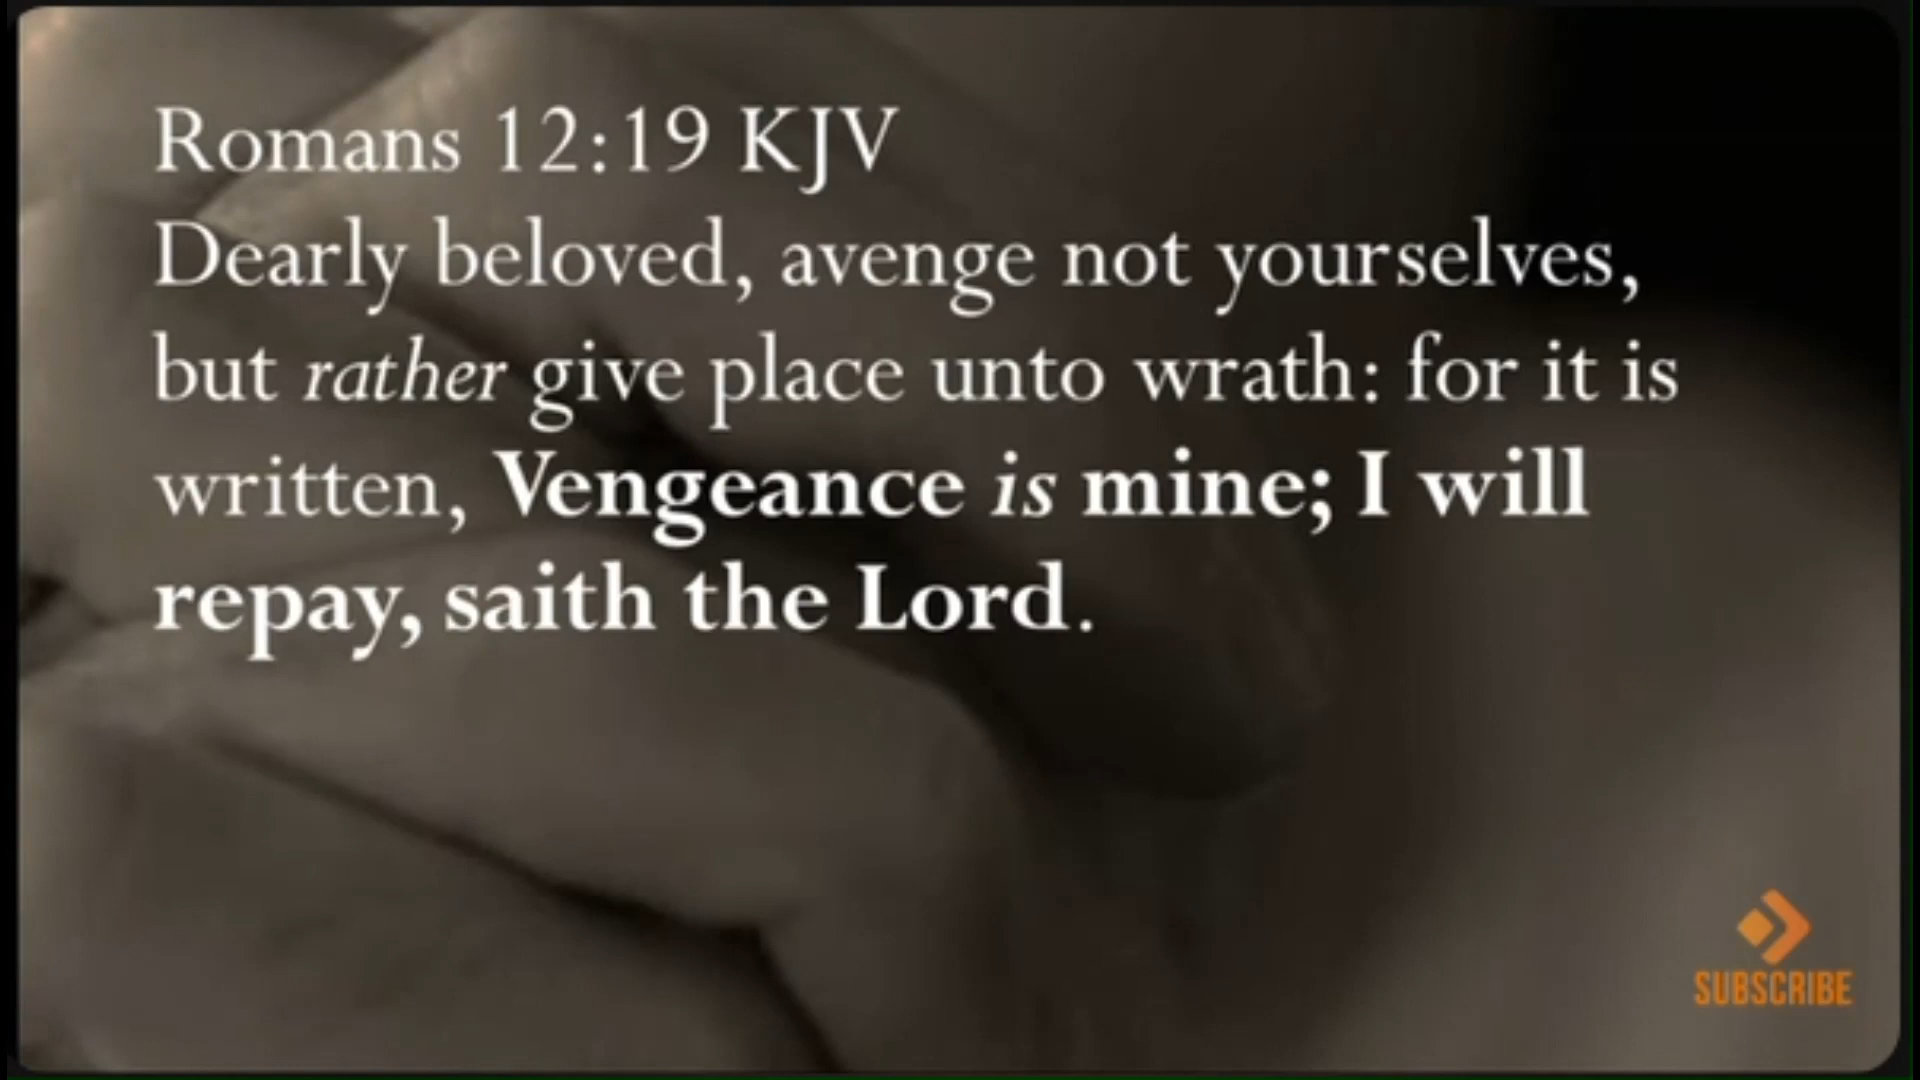 Romans 12:19 KJV
Dearly beloved, avenge not yourselves,
but rather give place unto wrath: for it is
written, Vengeance is mine; I will
repay, saith the Lord.
SUBSCRIBE